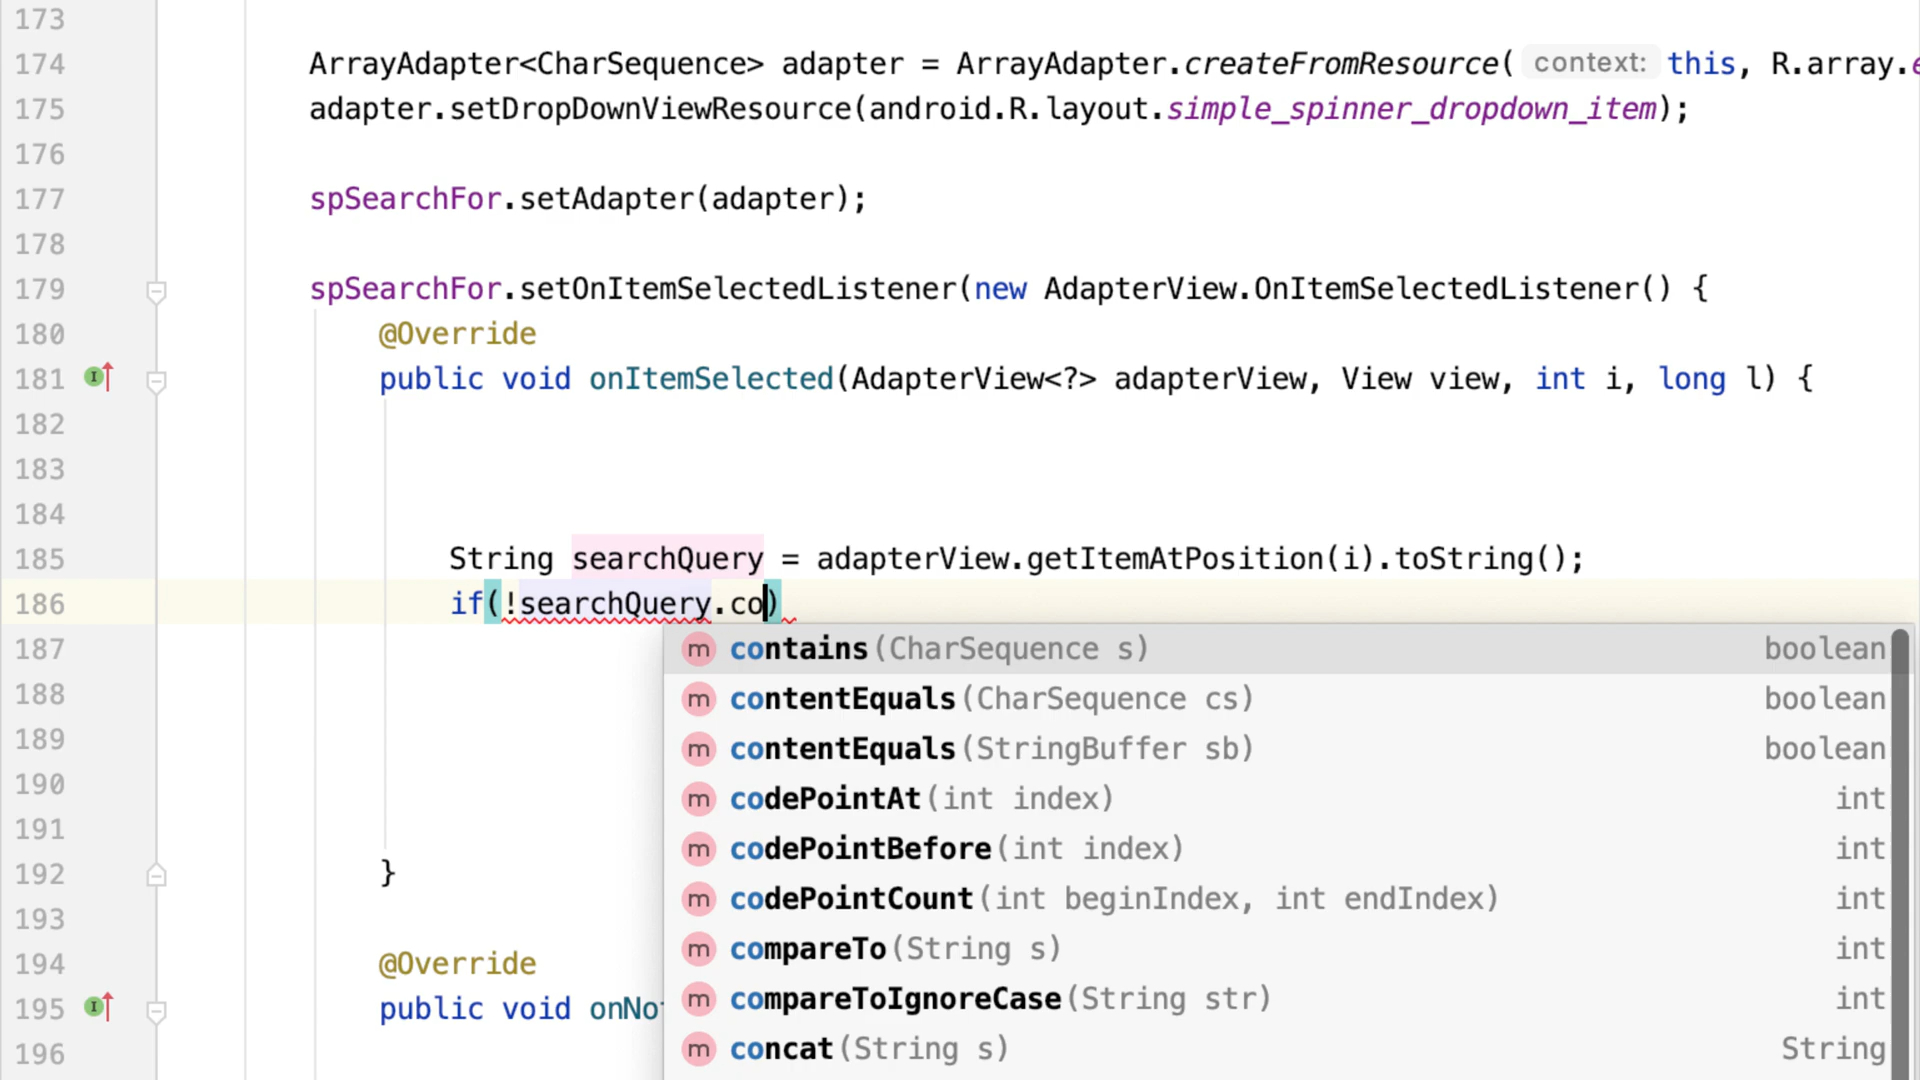 173
174 ArrayAdapter<CharSequence> adapter = ArrayAdapter.createFromResource( context: this, R.array.e
175 adapter.setDropDownViewResource(android.R.layout.simple_spinner_dropdown_item);
176
177 spSearchFor.setAdapter(adapter);
178
179 spSearchFor.setOnItemSelectedListener(new AdapterView.OnItemSelectedListener() {
180 @Override
181 public void onItemSelected(AdapterView<?> adapterView, View view, int i, long l) {
182
183
184
185 String searchQuery = adapterView.getItemAtPosition(i).toString();
186 if(!searchQuery.co)
187 m contains(CharSequence s) boolean
188 m contentEquals(CharSequence cs) boolean
189 m contentEquals(StringBuffer sb) boolean
190 m codePointAt(int index) int
191 m codePointBefore(int index) int
192 } m codePointCount(int beginIndex, int endIndex) int
193 m compareTo(String s) int
194 @Override m compareToIgnoreCase(String str) int
195 public void onNot
196 m concat(String s) String